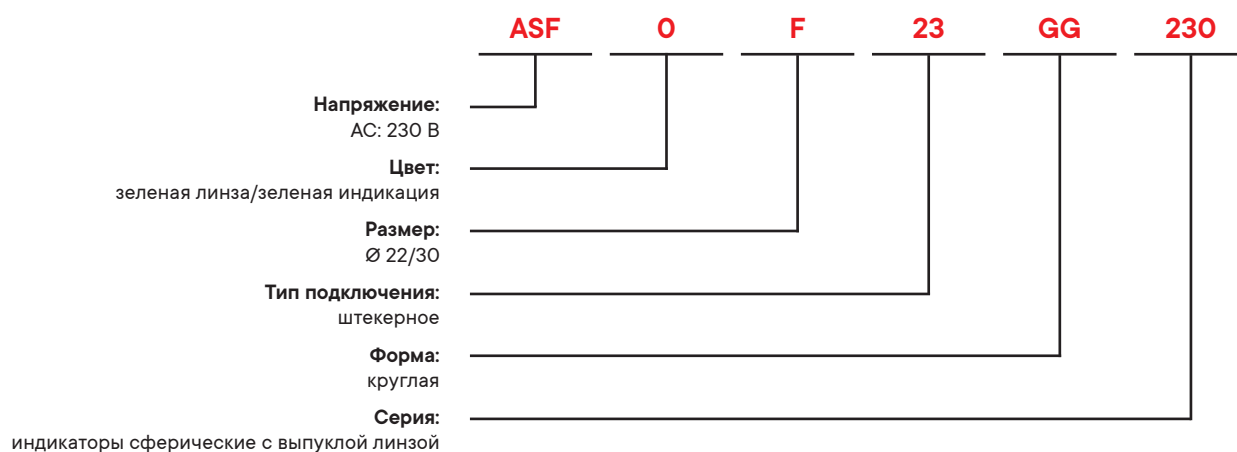 ASF 0 F 23 GG 230
Напряжение:
AC: 230 В
Цвет:
зеленая линза/зеленая индикация
Размер:
Ø 22/30
Тип подключения:
штекерное
Форма:
круглая
Серия:
индикаторы сферические с выпуклой линзой